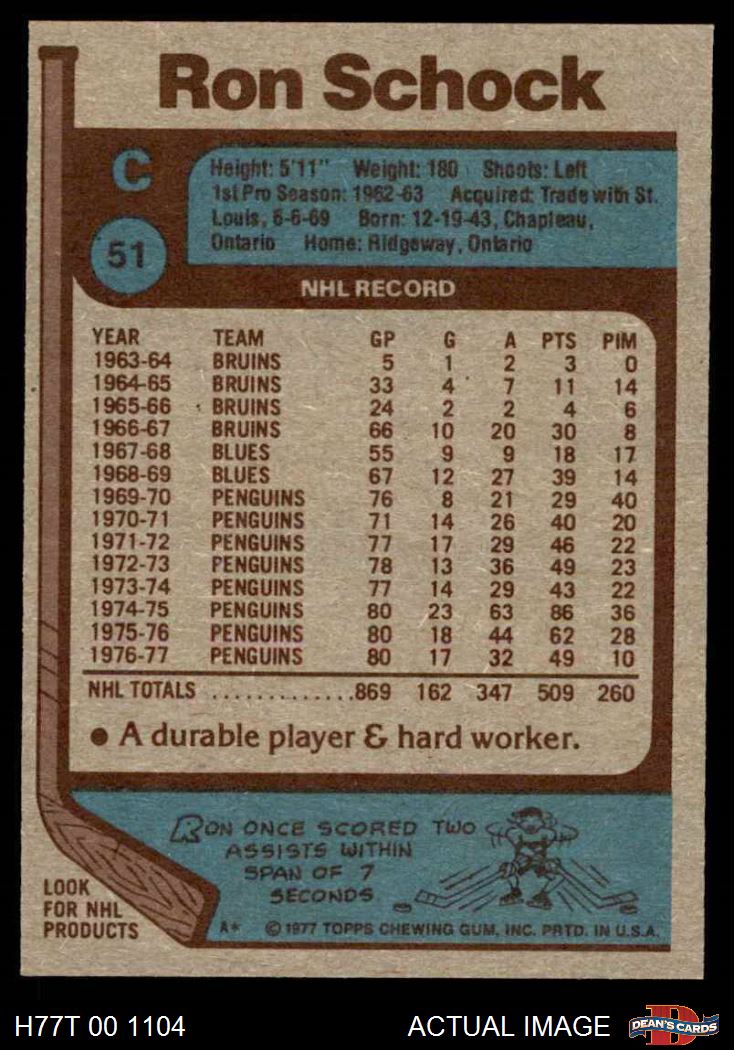 Ron Schock
C
51
Height: 5'11" Weight: 180 Shoots: Left
1st Pro Season: 1962-63 Acquired: Trade with St.
Louis, 6-6-69 Born: 12-19-43, Chapleau,
Ontario Home: Ridgeway, Ontario
NHL RECORD
YEAR TEAM GP G A PTS PIM
1963-64 BRUINS 5 1 2 3 0
1964-65 BRUINS 33 4 7 11 14
1965-66 BRUINS 24 2 2 4 6
1966-67 BRUINS 66 10 20 30 8
1967-68 BLUES 55 9 9 18 17
1968-69 BLUES 67 12 27 39 14
1969-70 PENGUINS 76 8 21 29 40
1970-71 PENGUINS 71 14 26 40 20
1971-72 PENGUINS 77 17 29 46 22
1972-73 PENGUINS 78 13 36 49 23
1973-74 PENGUINS 77 14 29 43 22
1974-75 PENGUINS 80 23 63 86 36
1975-76 PENGUINS 80 18 44 62 28
1976-77 PENGUINS 80 17 32 49 10
NHL TOTALS ..............869 162 347 509 260
● A durable player & hard worker.
RON ONCE SCORED TWO
ASSISTS WITHIN
SPAN OF 7
SECONDS.
LOOK
FOR NHL
PRODUCTS
A* © 1977 TOPPS CHEWING GUM, INC. PRTD. IN U.S.A.
H77T 00 1104 ACTUAL IMAGE DEAN'S CARDS